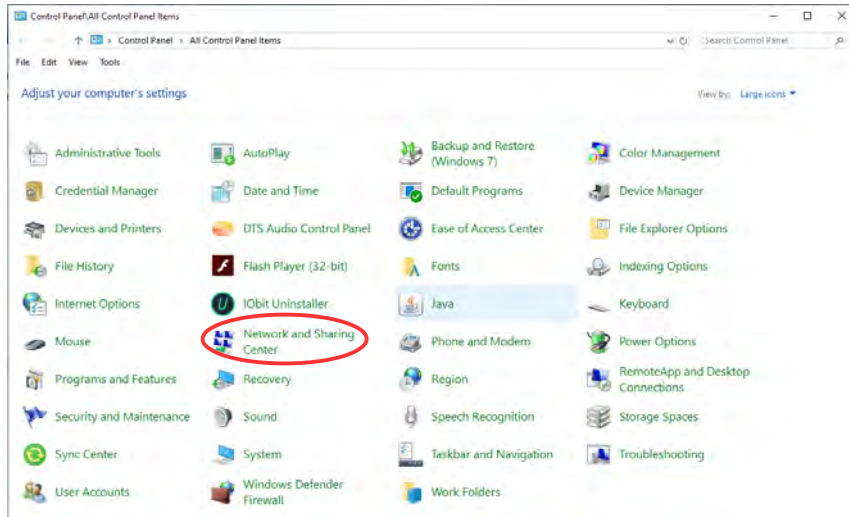 Control Panel\All Control Panel Items
Control Panel > All Control Panel Items
Search Control Panel
File Edit View Tools
Adjust your computer's settings
View by: Large icons
Administrative Tools
AutoPlay
Backup and Restore
(Windows 7)
Color Management
Credential Manager
Date and Time
Default Programs
Device Manager
Devices and Printers
DTS Audio Control Panel
Ease of Access Center
File Explorer Options
File History
Flash Player (32-bit)
Fonts
Indexing Options
Internet Options
IObit Uninstaller
Java
Keyboard
Mouse
Network and Sharing
Center
Phone and Modem
Power Options
Programs and Features
Recovery
Region
RemoteApp and Desktop
Connections
Security and Maintenance
Sound
Speech Recognition
Storage Spaces
Sync Center
System
Taskbar and Navigation
Troubleshooting
User Accounts
Windows Defender
Firewall
Work Folders